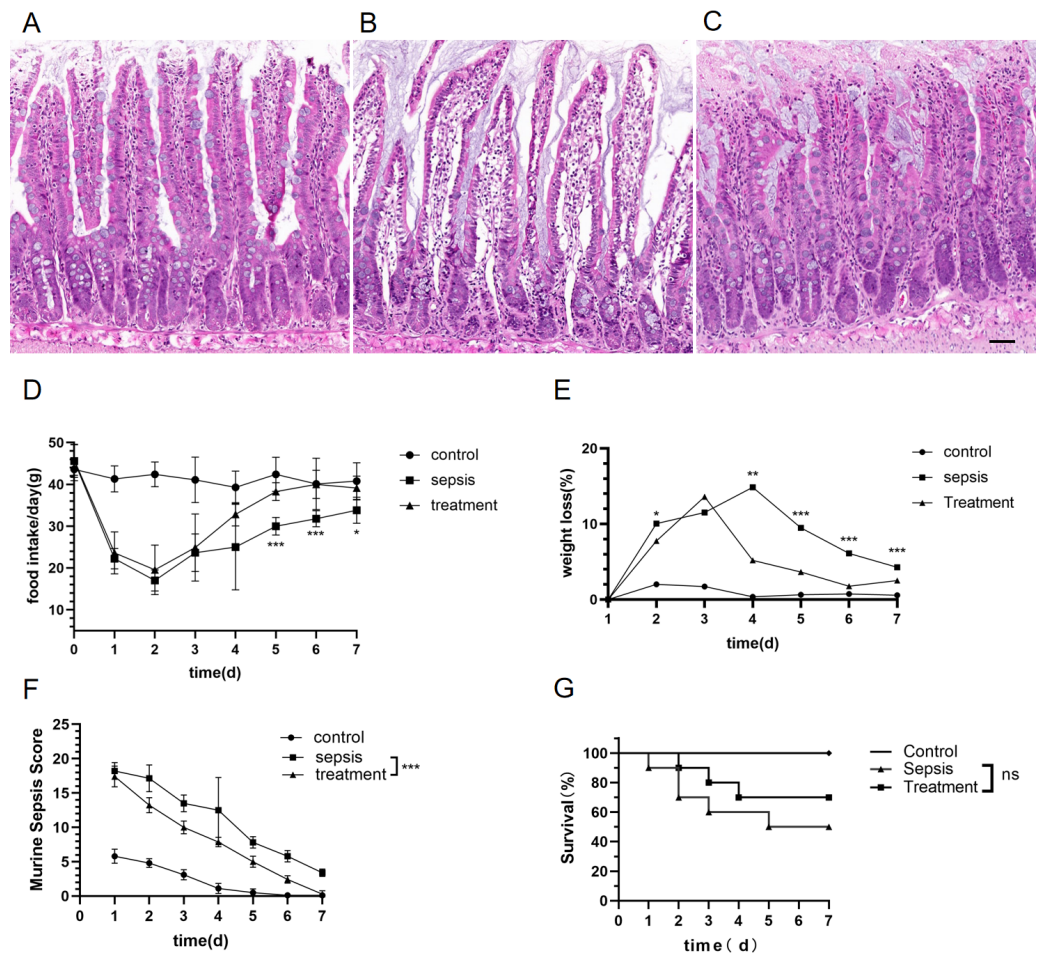 A
B
C
D
food intake/day(g)
50
40
30
20
10
0
1
2
3
4
5
6
7
time(d)
***
***
*
control
sepsis
treatment
E
weight loss(%)
20
10
0
1
2
3
4
5
6
7
time(d)
*
**
***
***
***
control
sepsis
Treatment
F
Murine Sepsis Score
25
20
15
10
5
0
0
1
2
3
4
5
6
7
time(d)
control
sepsis
treatment
***
G
Survival(%)
100
80
60
40
20
0
0
1
2
3
4
5
6
7
time( d)
Control
Sepsis
Treatment
ns